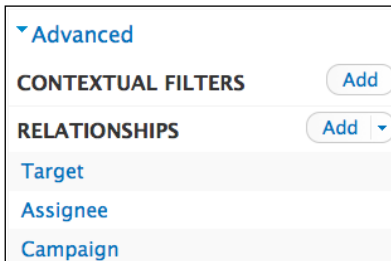 Advanced
CONTEXTUAL FILTERS Add
RELATIONSHIPS Add
Target
Assignee
Campaign